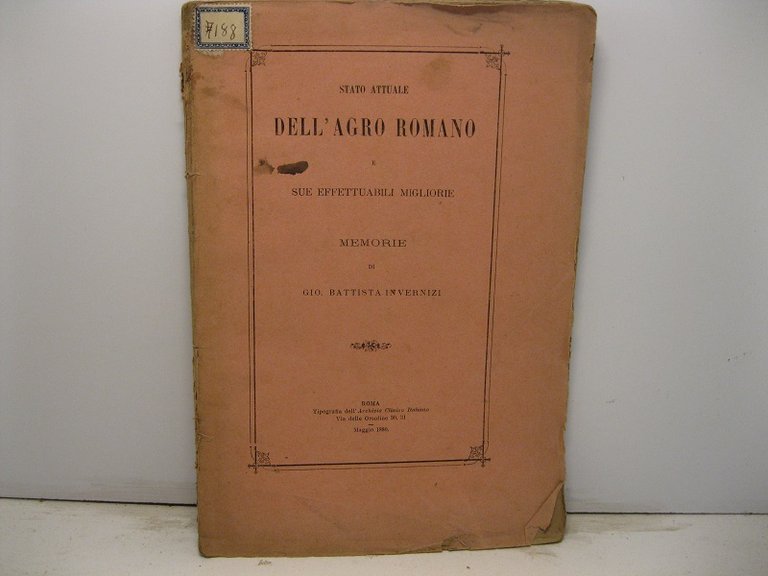 7188
STATO ATTUALE
DELL'AGRO ROMANO
E
SUE EFFETTUABILI MIGLIORIE
MEMORIE
DI
GIO. BATTISTA INVERNIZI
ROMA
Tipografia dell'Archivio Clinico Italiano
Via delle Orsoline 30, 31
Maggio 1880.